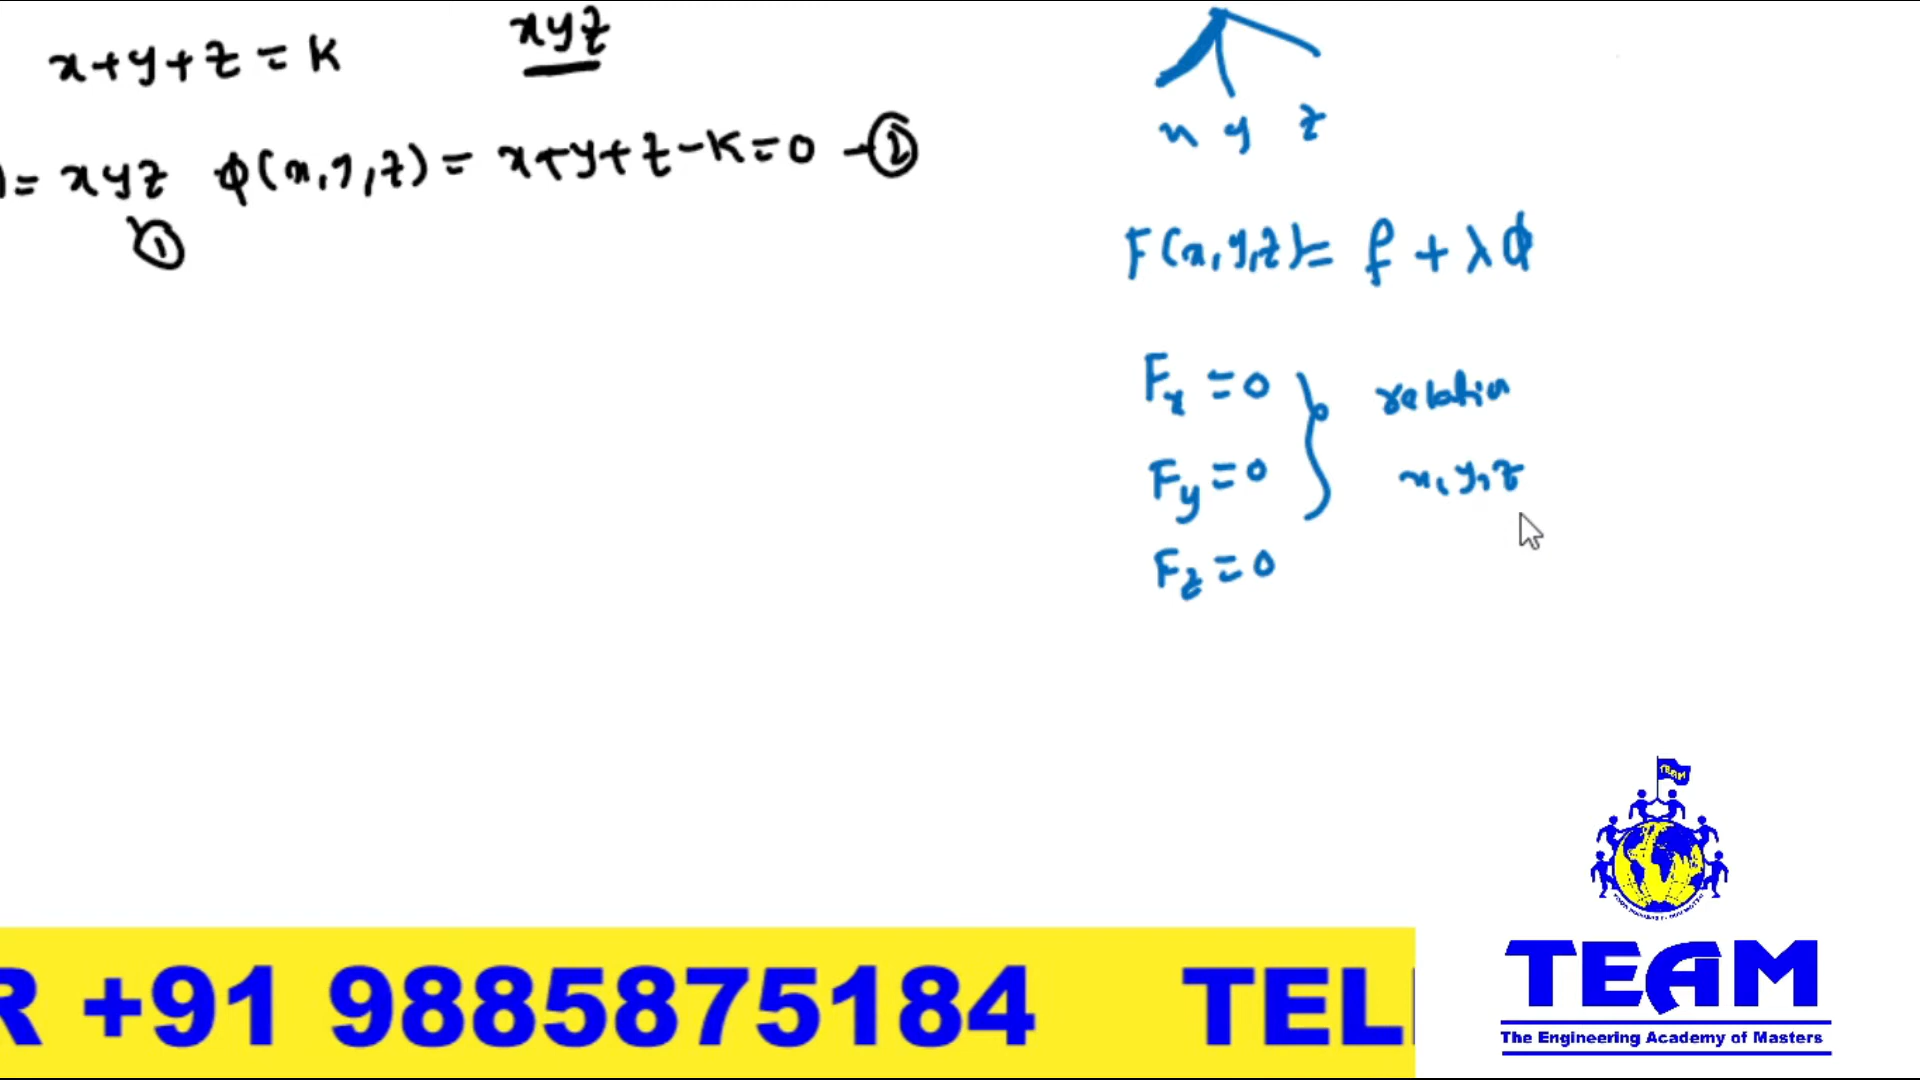 x+y+z=K xyz
)= xyz ϕ(x,y,z)= x+y+z-K=0 -②
①
x y z
F(x,y,z)= f + λϕ
Fx =0
Fy =0
Fz =0
relation
x, y, z
R +91 9885875184 TEL
TEAM
TEAM
The Engineering Academy of Masters